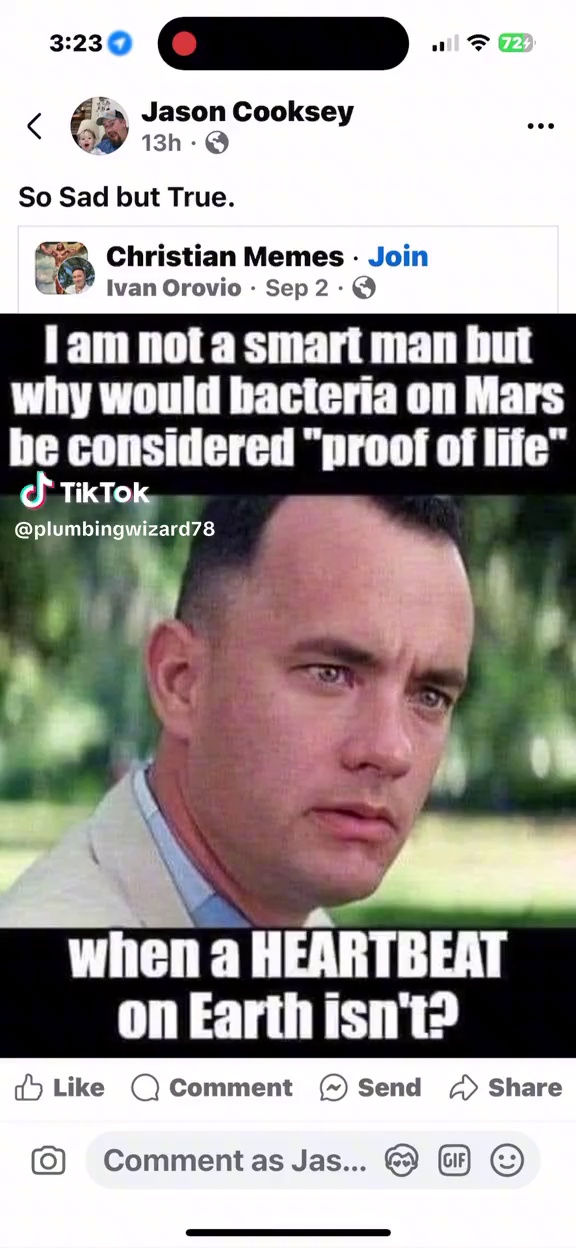 3:23
72
Jason Cooksey
13h ·
So Sad but True.
Christian Memes · Join
Ivan Orovio · Sep 2 ·
I am not a smart man but
why would bacteria on Mars
be considered "proof of life"
TikTok
@plumbingwizard78
when a HEARTBEAT
on Earth isn't?
Like Comment Send Share
Comment as Jas... GIF